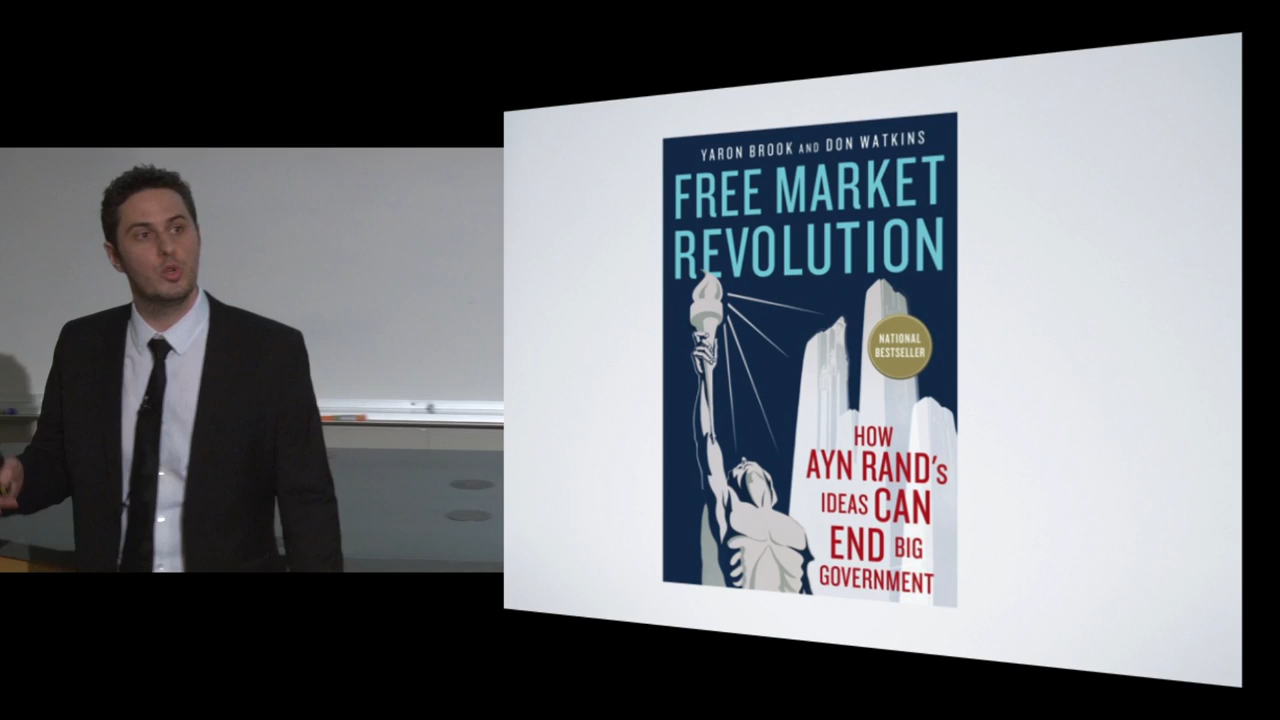 YARON BROOK AND DON WATKINS
FREE MARKET
REVOLUTION
NATIONAL
BESTSELLER
HOW
AYN RAND's
IDEAS CAN
END BIG
GOVERNMENT